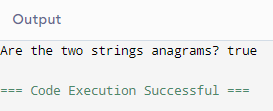 Output
Are the two strings anagrams? true
=== Code Execution Successful ===